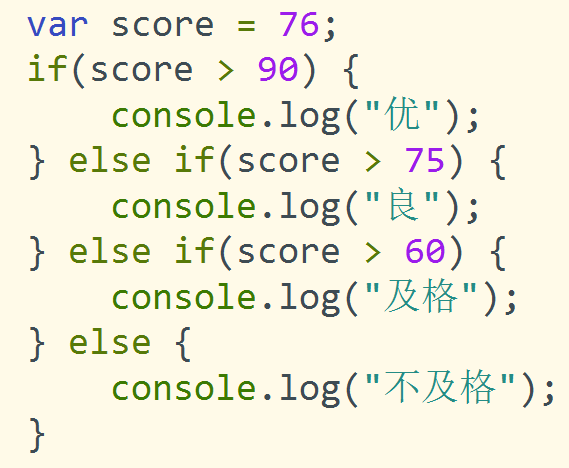 var score = 76;
if(score > 90) {
    console.log("优");
} else if(score > 75) {
    console.log("良");
} else if(score > 60) {
    console.log("及格");
} else {
    console.log("不及格");
}